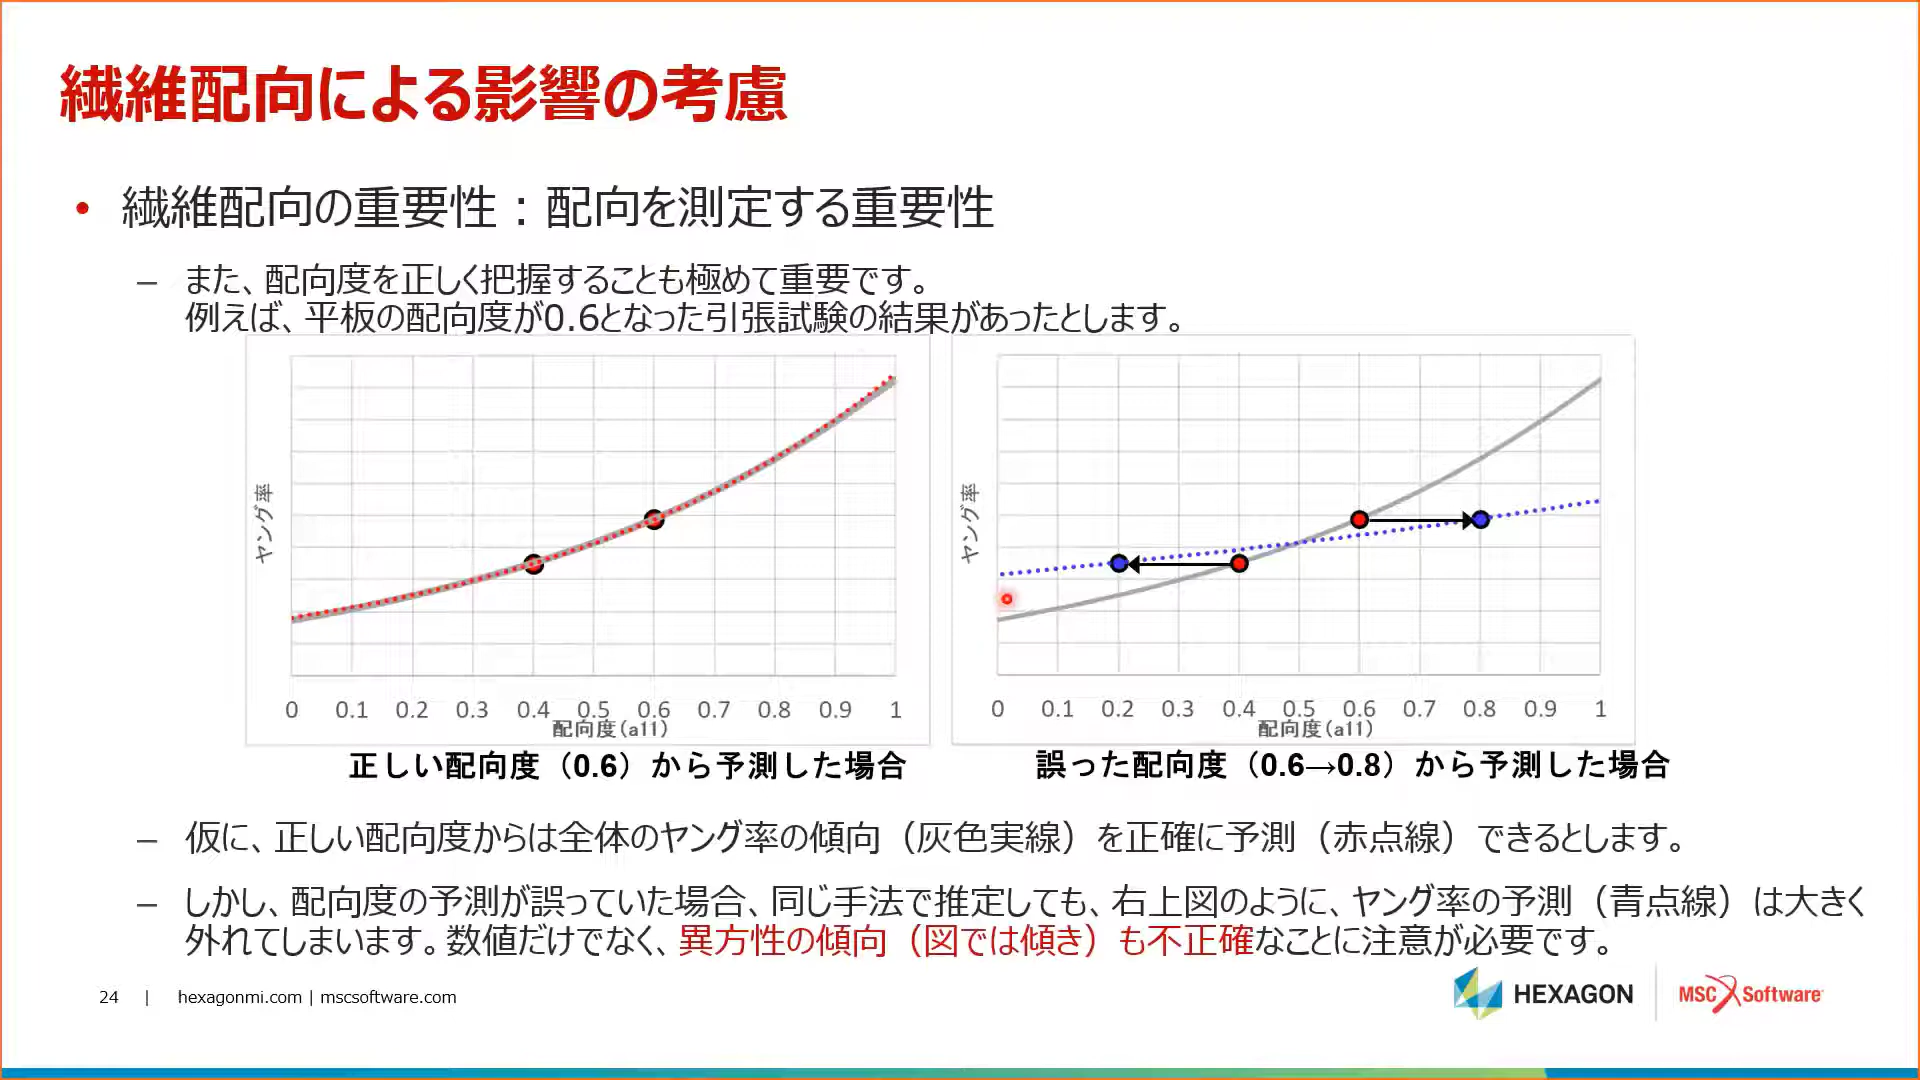 繊維配向による影響の考慮
• 繊維配向の重要性：配向を測定する重要性
– また、配向度を正しく把握することも極めて重要です。
例えば、平板の配向度が0.6となった引張試験の結果があったとします。
ヤング率
0 0.1 0.2 0.3 0.4 0.5 0.6 0.7 0.8 0.9 1
配向度(a11)
正しい配向度（0.6）から予測した場合
ヤング率
0 0.1 0.2 0.3 0.4 0.5 0.6 0.7 0.8 0.9 1
配向度(a11)
誤った配向度（0.6→0.8）から予測した場合
– 仮に、正しい配向度からは全体のヤング率の傾向（灰色実線）を正確に予測（赤点線）できるとします。
– しかし、配向度の予測が誤っていた場合、同じ手法で推定しても、右上図のように、ヤング率の予測（青点線）は大きく
外れてしまいます。数値だけでなく、異方性の傾向（図では傾き）も不正確なことに注意が必要です。
24 | hexagonmi.com | mscsoftware.com
HEXAGON
MSC Software